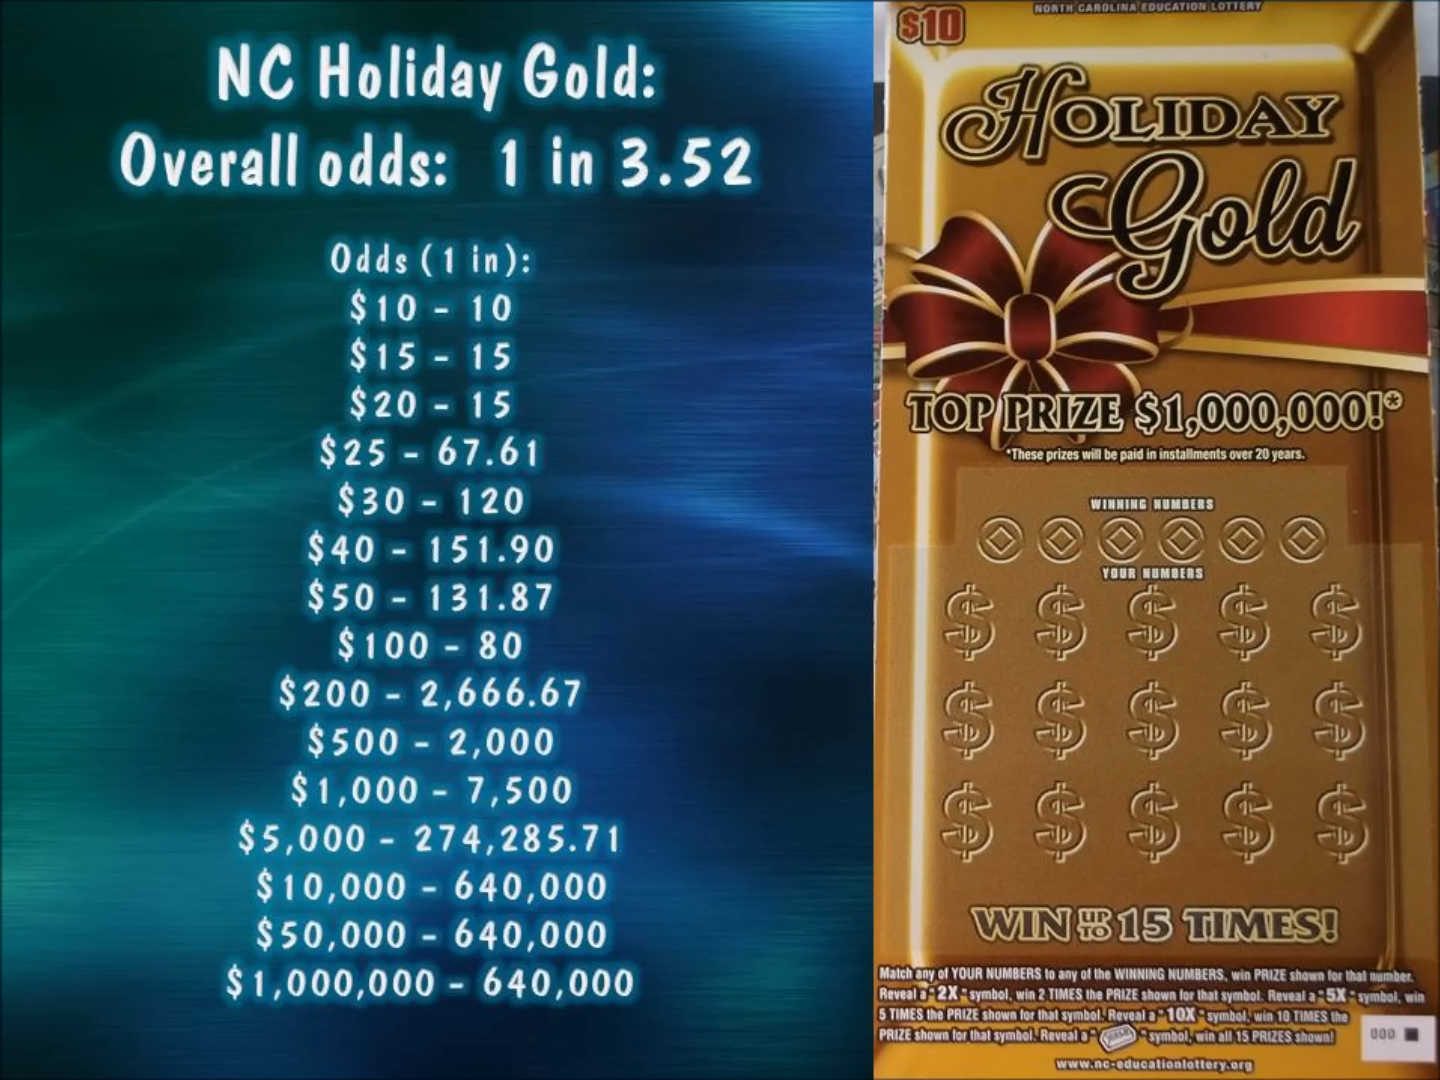 NC Holiday Gold:
Overall odds: 1 in 3.52
Odds (1 in):
$10 - 10
$15 - 15
$20 - 15
$25 - 67.61
$30 - 120
$40 - 151.90
$50 - 131.87
$100 - 80
$200 - 2,666.67
$500 - 2,000
$1,000 - 7,500
$5,000 - 274,285.71
$10,000 - 640,000
$50,000 - 640,000
$1,000,000 - 640,000
NORTH CAROLINA EDUCATION LOTTERY
$10
HOLIDAY
Gold
TOP PRIZE $1,000,000!*
*These prizes will be paid in installments over 20 years.
WINNING NUMBERS
YOUR NUMBERS
$ $ $ $ $
$ $ $ $ $
$ $ $ $ $
WIN UP TO 15 TIMES!
Match any of YOUR NUMBERS to any of the WINNING NUMBERS, win PRIZE shown for that number.
Reveal a "2X" symbol, win 2 TIMES the PRIZE shown for that symbol. Reveal a "5X" symbol, win
5 TIMES the PRIZE shown for that symbol. Reveal a "10X" symbol, win 10 TIMES the
PRIZE shown for that symbol. Reveal a " " symbol, win all 15 PRIZES shown!
000
www.nc-educationlottery.org